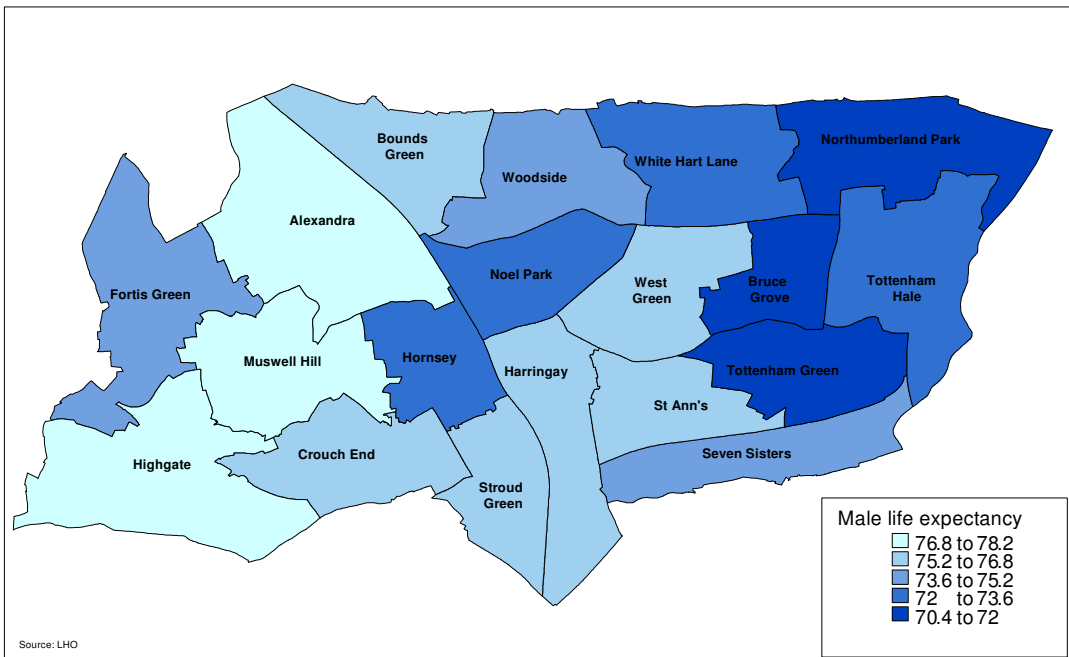 Bounds
Green
Woodside
White Hart Lane
Northumberland Park
Alexandra
Noel Park
West
Green
Bruce
Grove
Tottenham
Hale
Fortis Green
Muswell Hill
Hornsey
Harringay
Tottenham Green
St Ann's
Highgate
Crouch End
Stroud
Green
Seven Sisters
Male life expectancy
76.8 to 78.2
75.2 to 76.8
73.6 to 75.2
72 to 73.6
70.4 to 72
Source: LHO